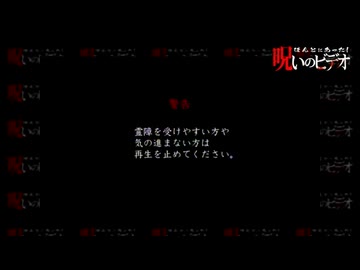 ほんとにあった!
呪いのビデオ
警告
霊障を受けやすい方や
気の進まない方は
再生を止めてください。